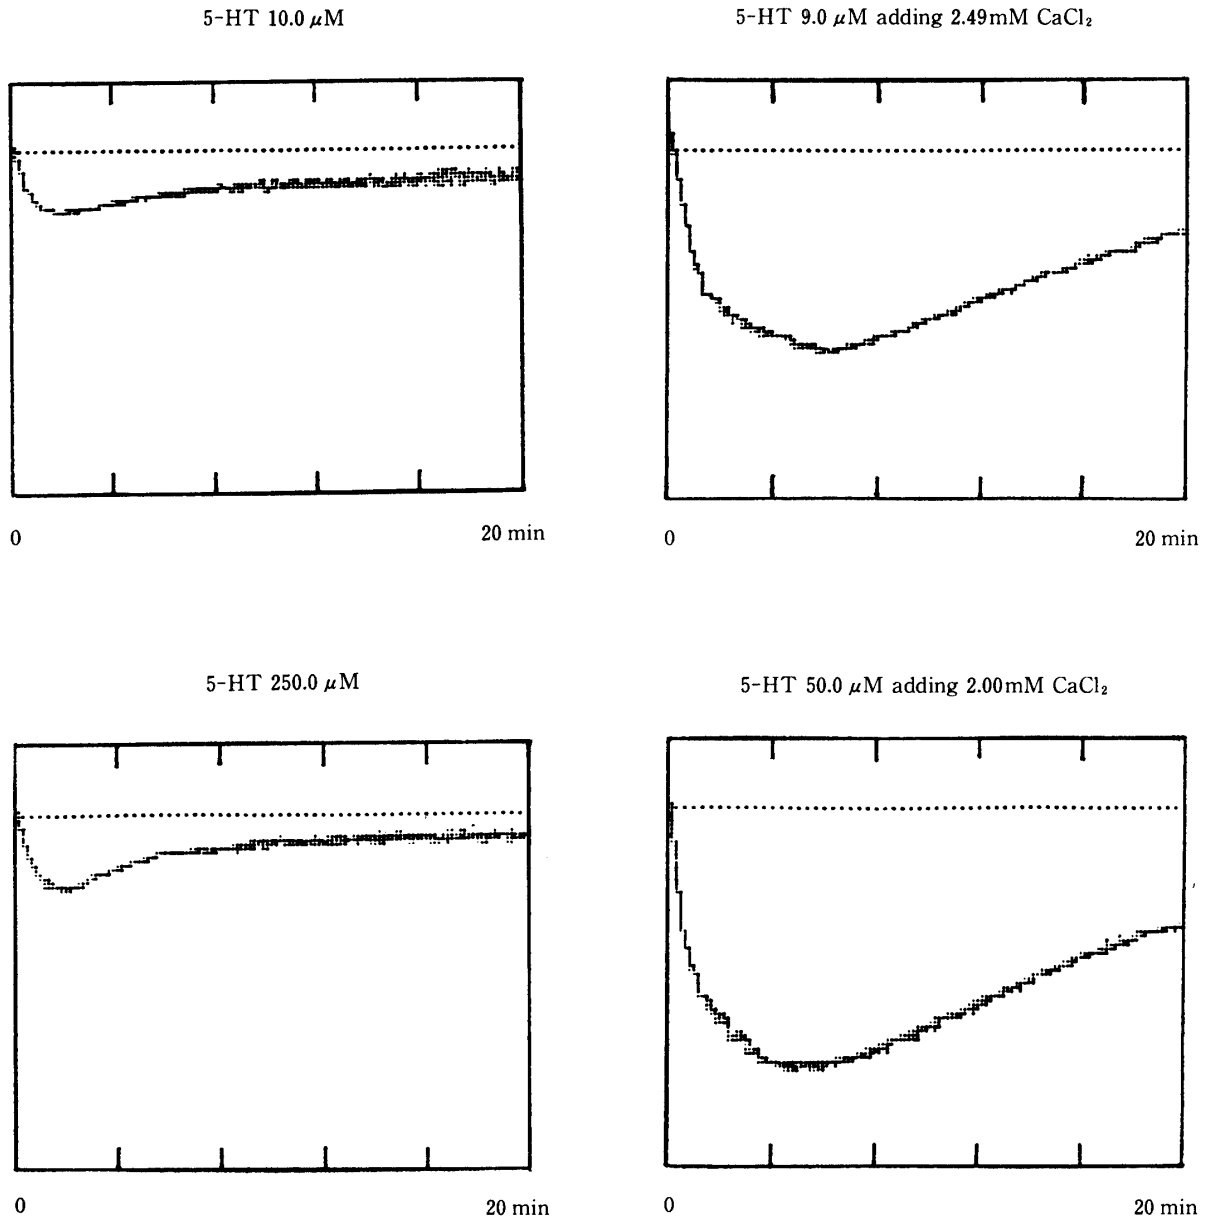 5-HT 10.0 μM
5-HT 9.0 μM adding 2.49mM CaCl₂
0
20 min
0
20 min
5-HT 250.0 μM
5-HT 50.0 μM adding 2.00mM CaCl₂
0
20 min
0
20 min